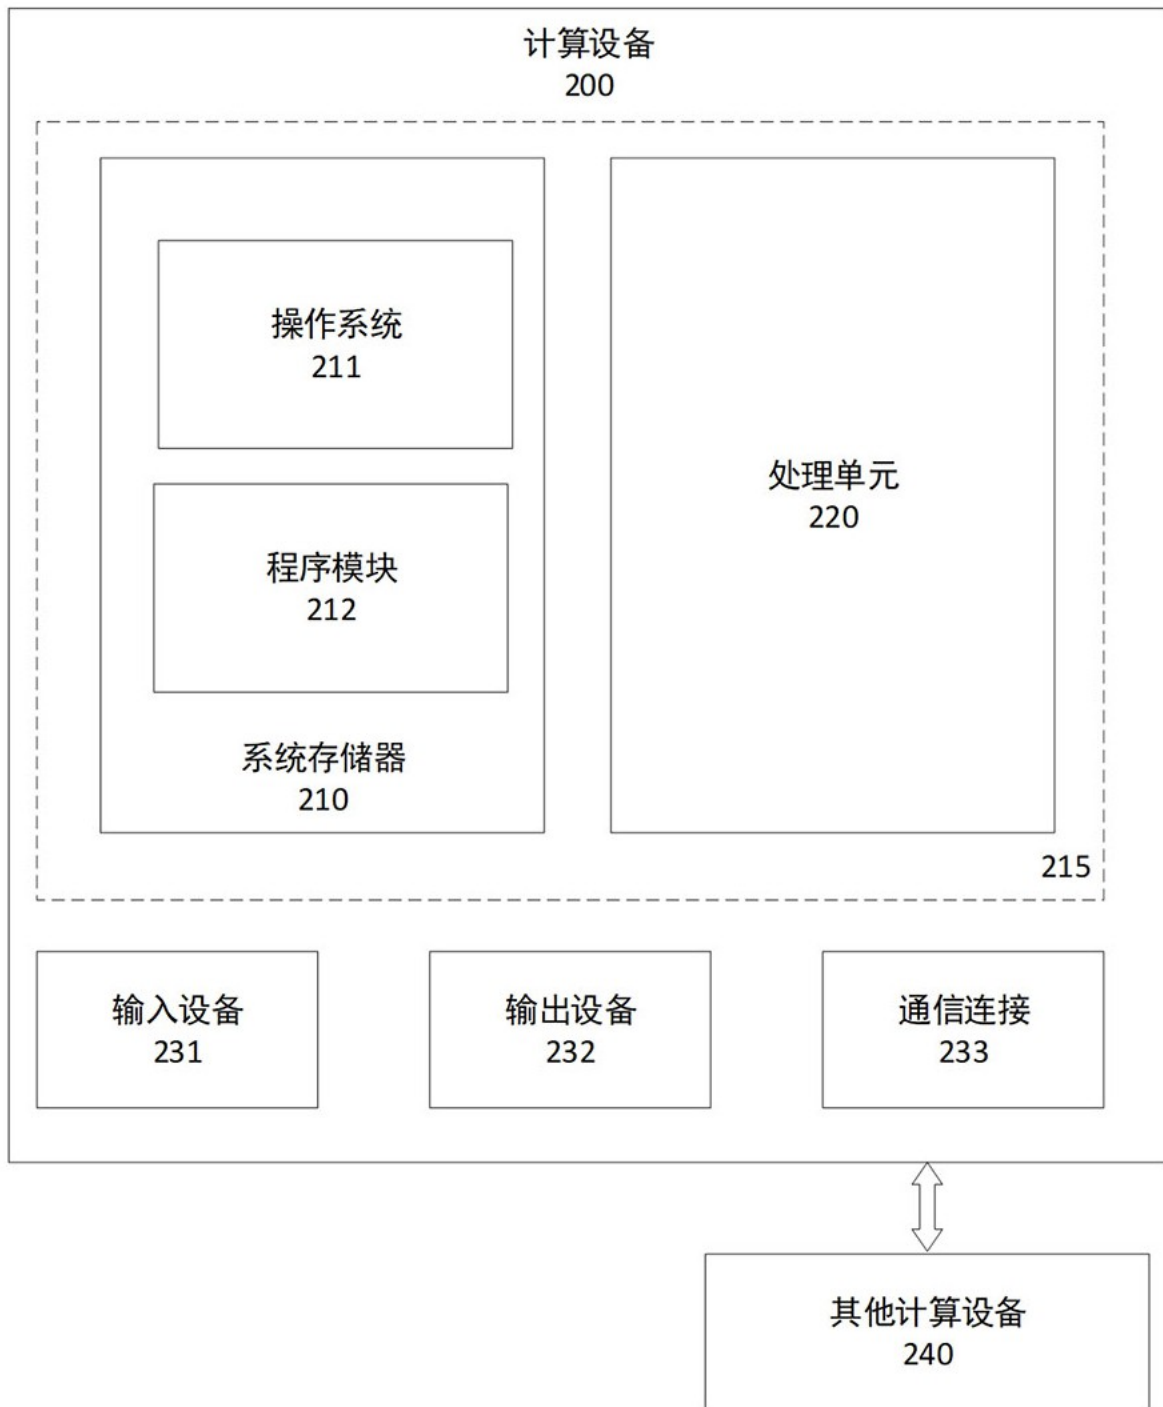 计算设备
200
操作系统
211
程序模块
212
系统存储器
210
处理单元
220
215
输入设备
231
输出设备
232
通信连接
233
其他计算设备
240